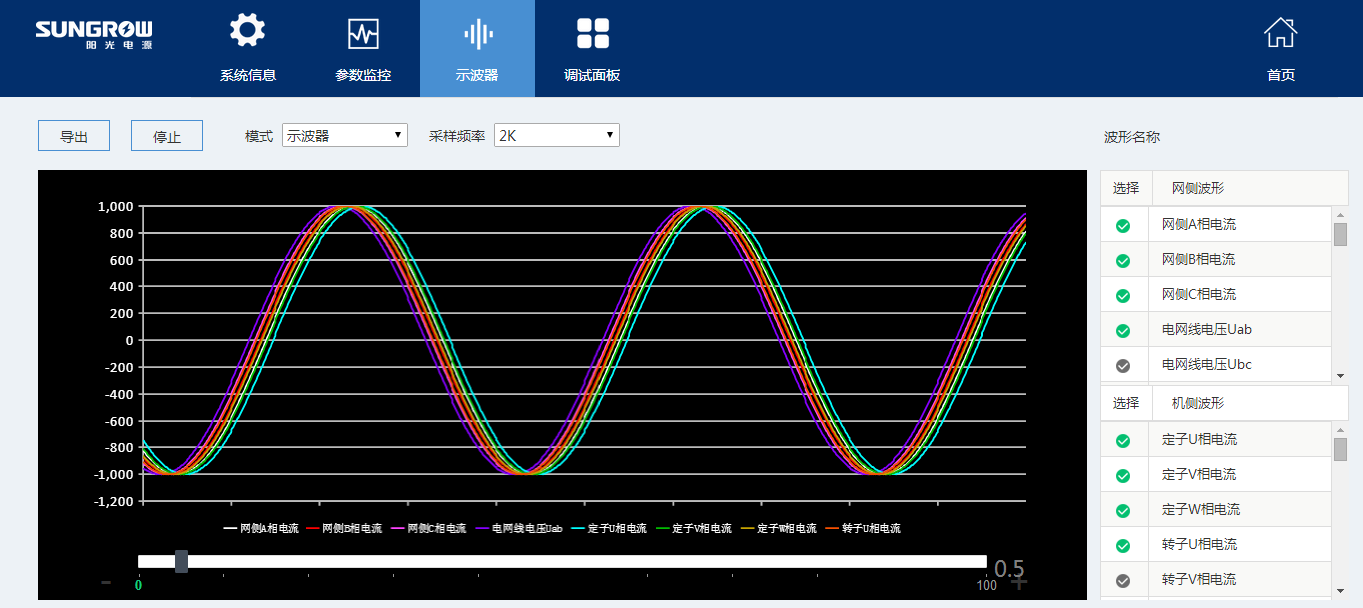 SUNGROW
阳光电源
系统信息
参数监控
示波器
调试面板
首页
导出
停止
模式
示波器
采样频率
2K
波形名称
1,000
800
600
400
200
0
-200
-400
-600
-800
-1,000
-1,200
网侧A相电流 网侧B相电流 网侧C相电流 电网线电压Uab 定子U相电流 定子V相电流 定子W相电流 转子U相电流
0.5
0
100
选择 网侧波形
网侧A相电流
网侧B相电流
网侧C相电流
电网线电压Uab
电网线电压Ubc
选择 机侧波形
定子U相电流
定子V相电流
定子W相电流
转子U相电流
转子V相电流